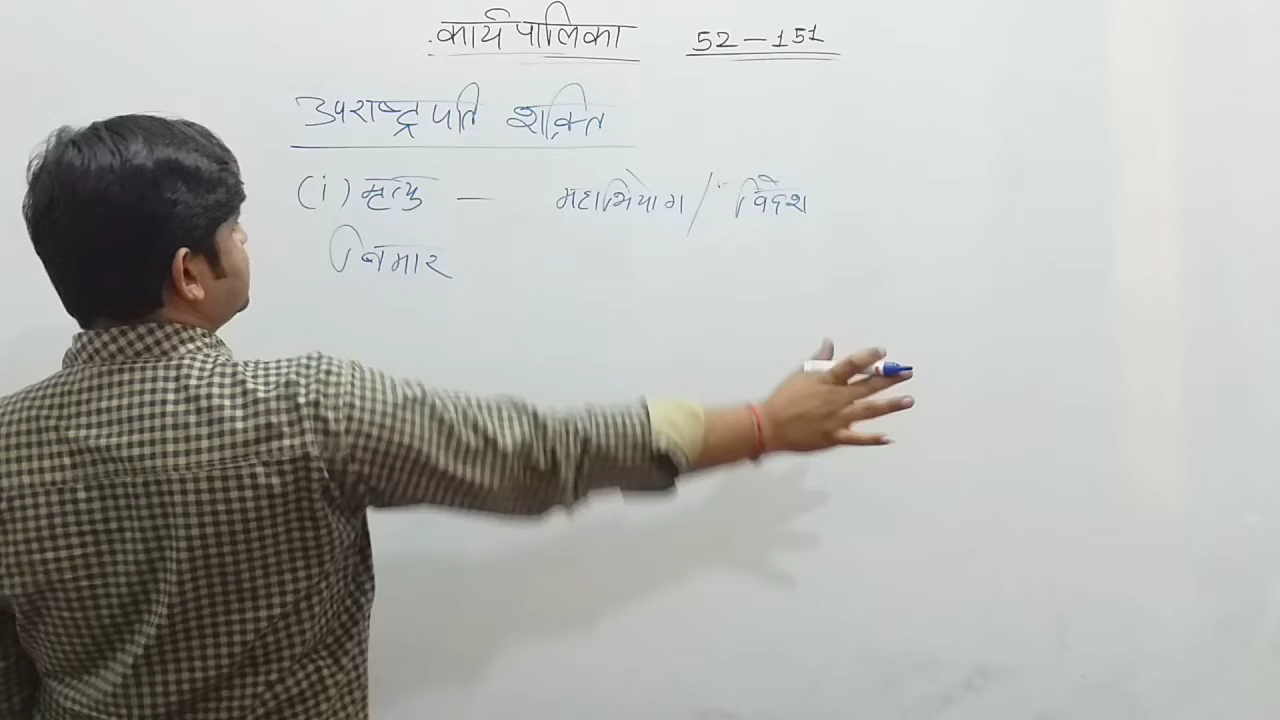 कार्यपालिका 52-151
उपराष्ट्रपति शक्ति
(i) मृत्यु - महाभियोग / विदेश
बिमार